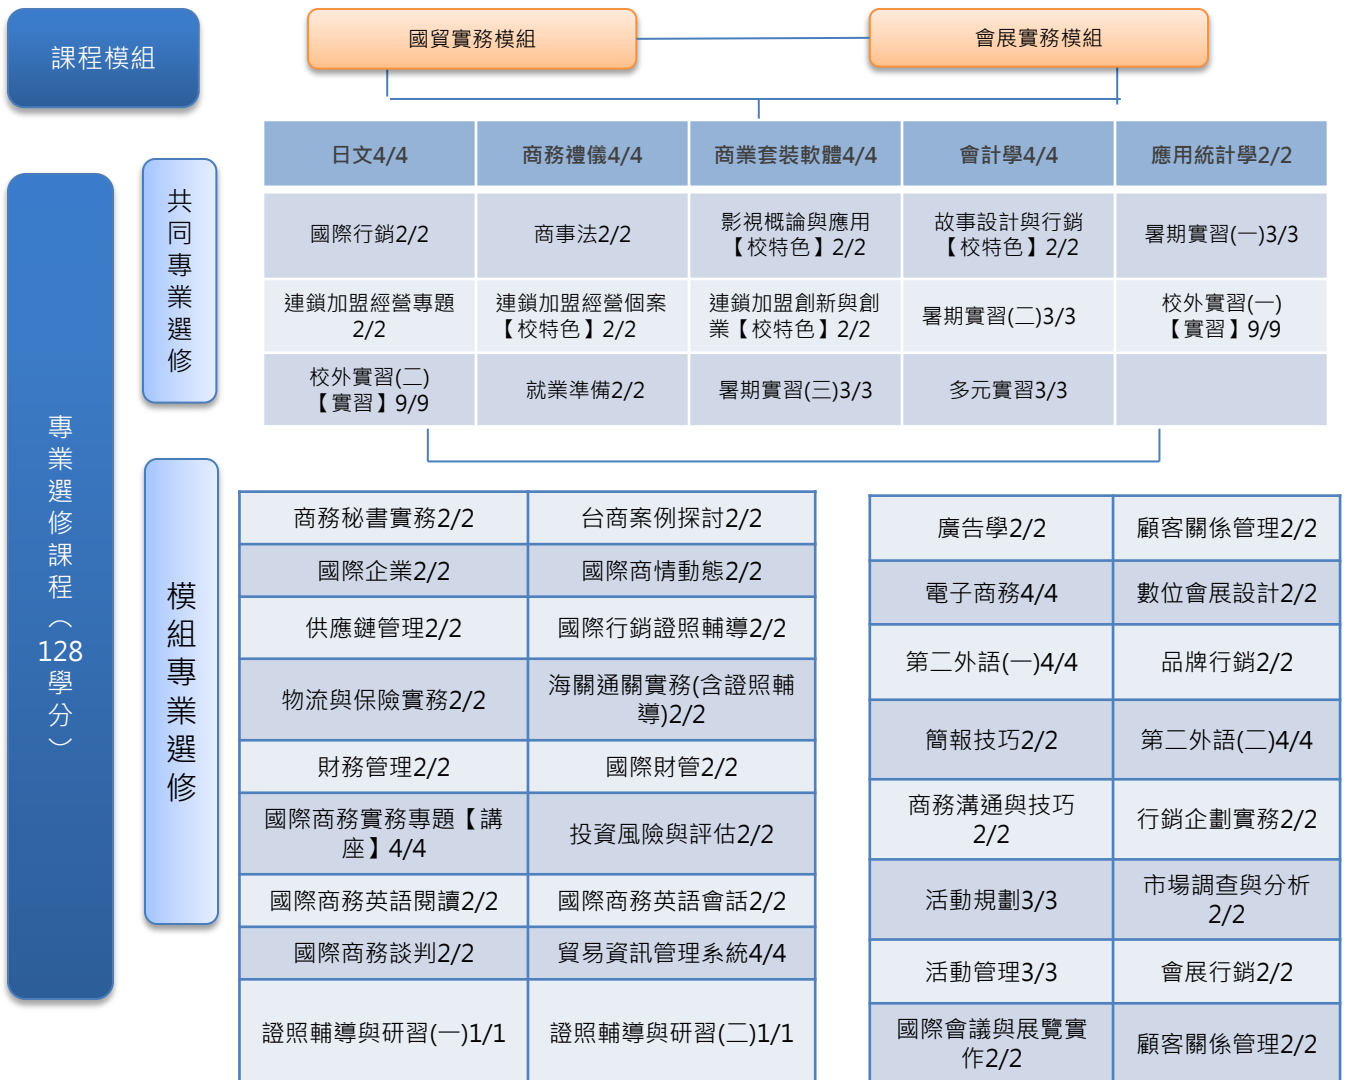 課程模組
國貿實務模組
會展實務模組
共同專業選修
日文4/4
商務禮儀4/4
商業套裝軟體4/4
會計學4/4
應用統計學2/2
國際行銷2/2
商事法2/2
影視概論與應用
【校特色】2/2
故事設計與行銷
【校特色】2/2
暑期實習(一)3/3
連鎖加盟經營專題
2/2
連鎖加盟經營個案
【校特色】2/2
連鎖加盟創新與創
業【校特色】2/2
暑期實習(二)3/3
校外實習(一)
【實習】9/9
校外實習(二)
【實習】9/9
就業準備2/2
暑期實習(三)3/3
多元實習3/3
專業選修課程（128學分）
模組專業選修
商務秘書實務2/2
台商案例探討2/2
國際企業2/2
國際商情動態2/2
供應鏈管理2/2
國際行銷證照輔導2/2
物流與保險實務2/2
海關通關實務(含證照輔
導)2/2
財務管理2/2
國際財管2/2
國際商務實務專題【講
座】4/4
投資風險與評估2/2
國際商務英語閱讀2/2
國際商務英語會話2/2
國際商務談判2/2
貿易資訊管理系統4/4
證照輔導與研習(一)1/1
證照輔導與研習(二)1/1
廣告學2/2
顧客關係管理2/2
電子商務4/4
數位會展設計2/2
第二外語(一)4/4
品牌行銷2/2
簡報技巧2/2
第二外語(二)4/4
商務溝通與技巧
2/2
行銷企劃實務2/2
活動規劃3/3
市場調查與分析
2/2
活動管理3/3
會展行銷2/2
國際會議與展覽實
作2/2
顧客關係管理2/2